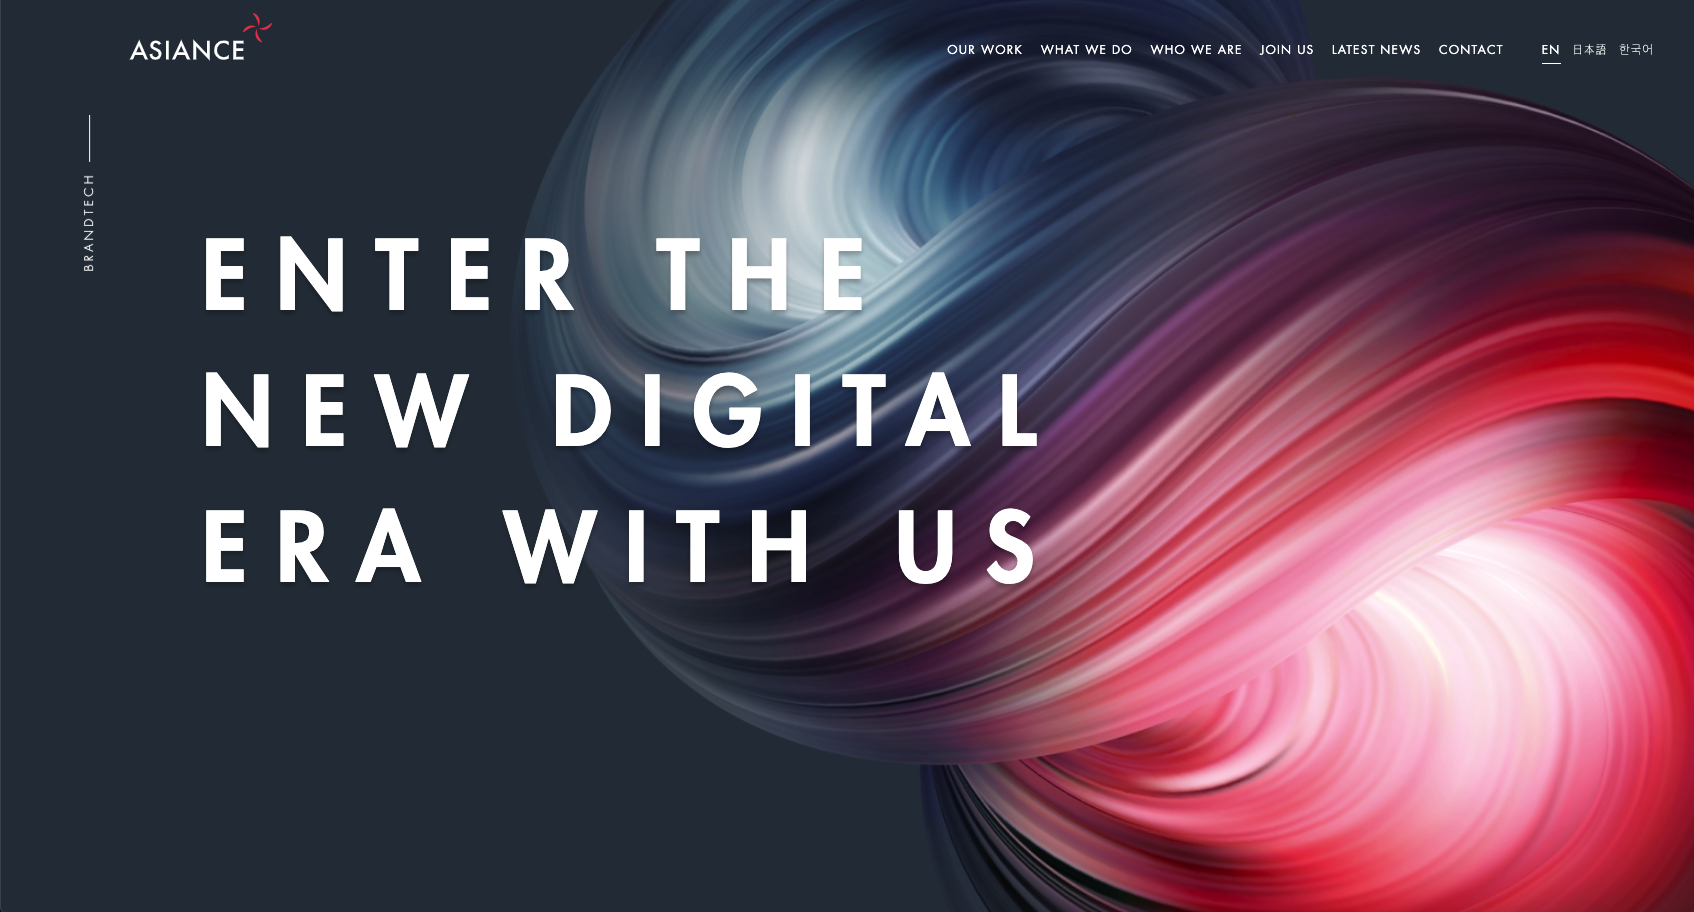 ASIANCE
OUR WORK WHAT WE DO WHO WE ARE JOIN US LATEST NEWS CONTACT EN 日本語 한국어
BRANDTECH
ENTER THE
NEW DIGITAL
ERA WITH US